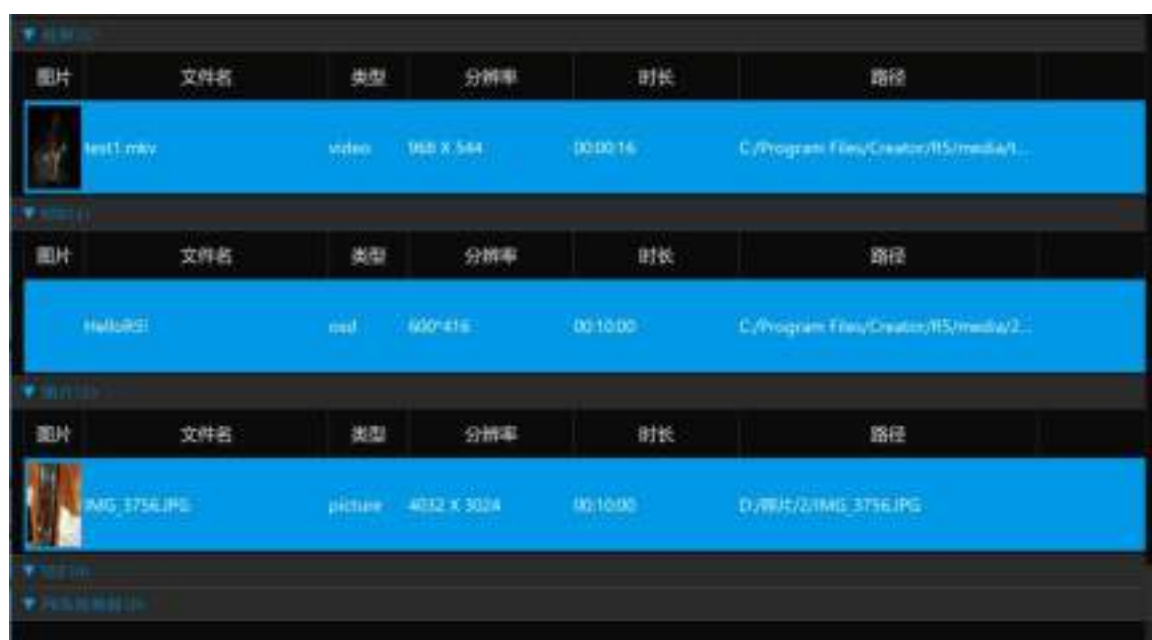 图片 文件名 类型 分辨率 时长 路径
test1.mkv video 968 X 544 00:00:16 C:/Program Files/Creator/R5/media/t...
图片 文件名 类型 分辨率 时长 路径
HelloR5! osd 600*416 00:10:00 C:/Program Files/Creator/R5/media/2...
图片 文件名 类型 分辨率 时长 路径
IMG_3756.JPG picture 4032 X 3024 00:10:00 D:/照片/2/IMG_3756.JPG